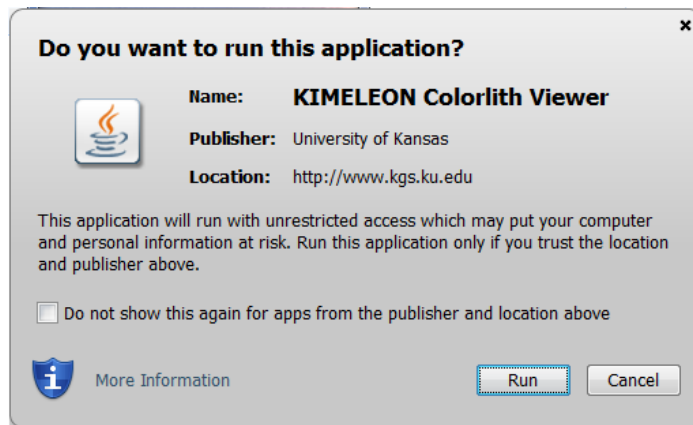 Do you want to run this application?
Name: KIMELEON Colorlith Viewer
Publisher: University of Kansas
Location: http://www.kgs.ku.edu
This application will run with unrestricted access which may put your computer
and personal information at risk. Run this application only if you trust the location
and publisher above.
Do not show this again for apps from the publisher and location above
More Information Run Cancel